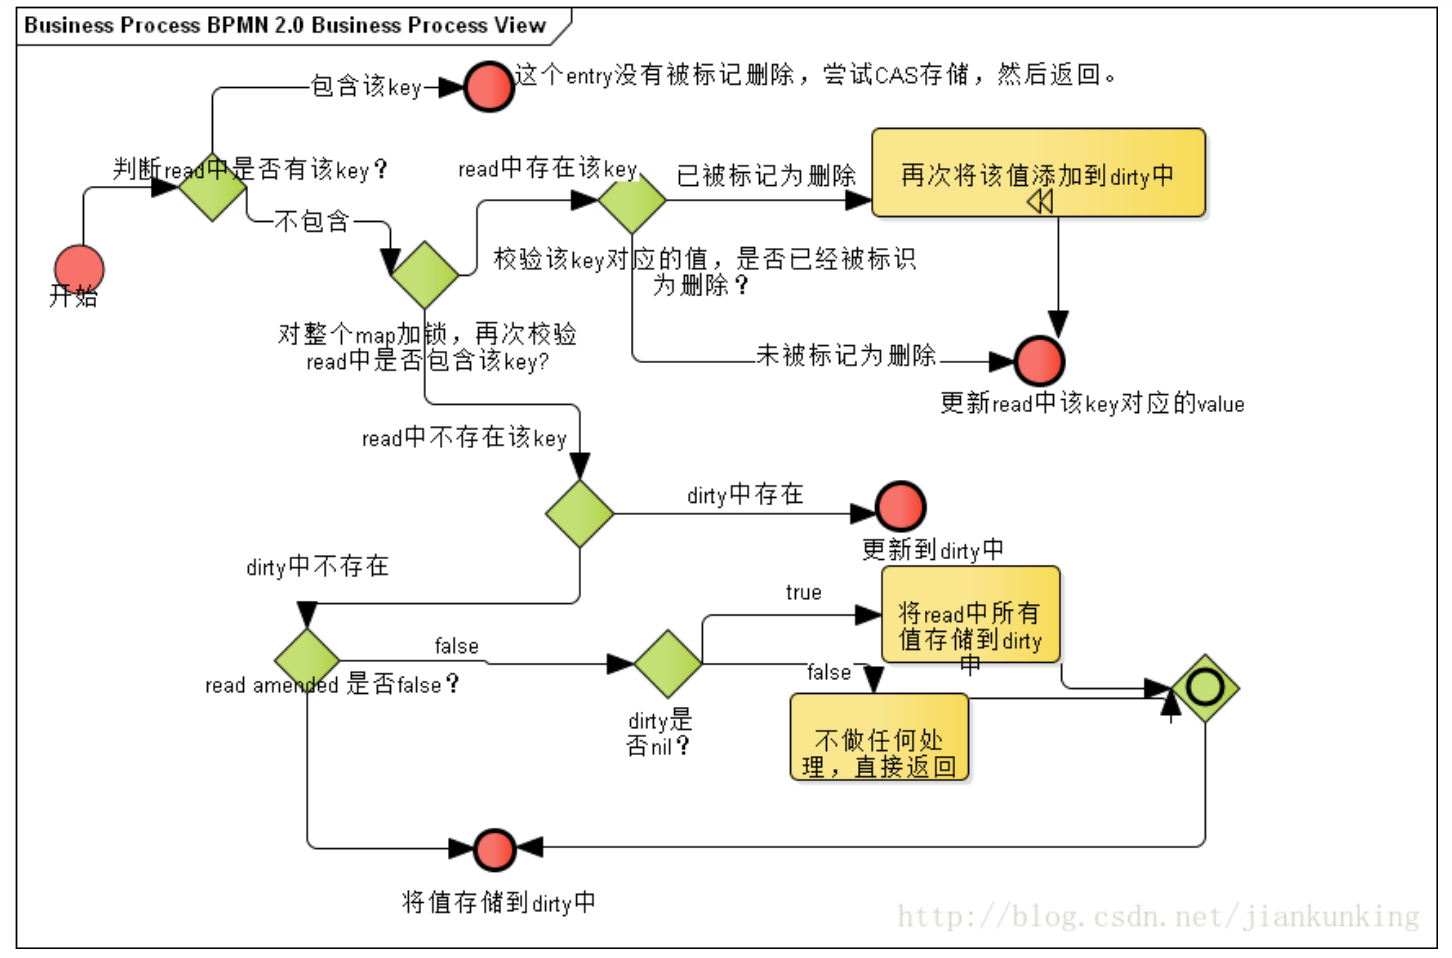 Business Process BPMN 2.0 Business Process View
包含该key
这个entry没有被标记删除，尝试CAS存储，然后返回。
判断read中是否有该key？
read中存在该key
已被标记为删除
再次将该值添加到dirty中
不包含
开始
校验该key对应的值，是否已经被标识
为删除？
对整个map加锁，再次校验
read中是否包含该key?
未被标记为删除
更新read中该key对应的value
read中不存在该key
dirty中存在
更新到dirty中
dirty中不存在
true
将read中所有
值存储到dirty
中
false
read amended 是否false？
false
dirty是
否nil？
不做任何处
理，直接返回
将值存储到dirty中
http://blog.csdn.net/jiankunking